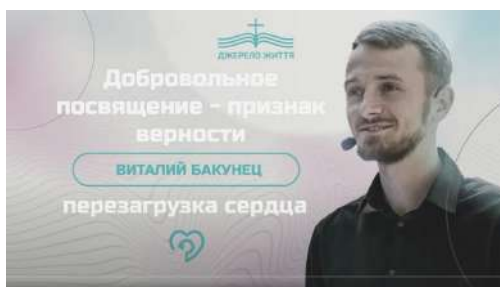 ДЖЕРЕЛО ЖИТТЯ
Добровольное
посвящение - признак
верности
ВИТАЛИЙ БАКУНЕЦ
перезагрузка сердца